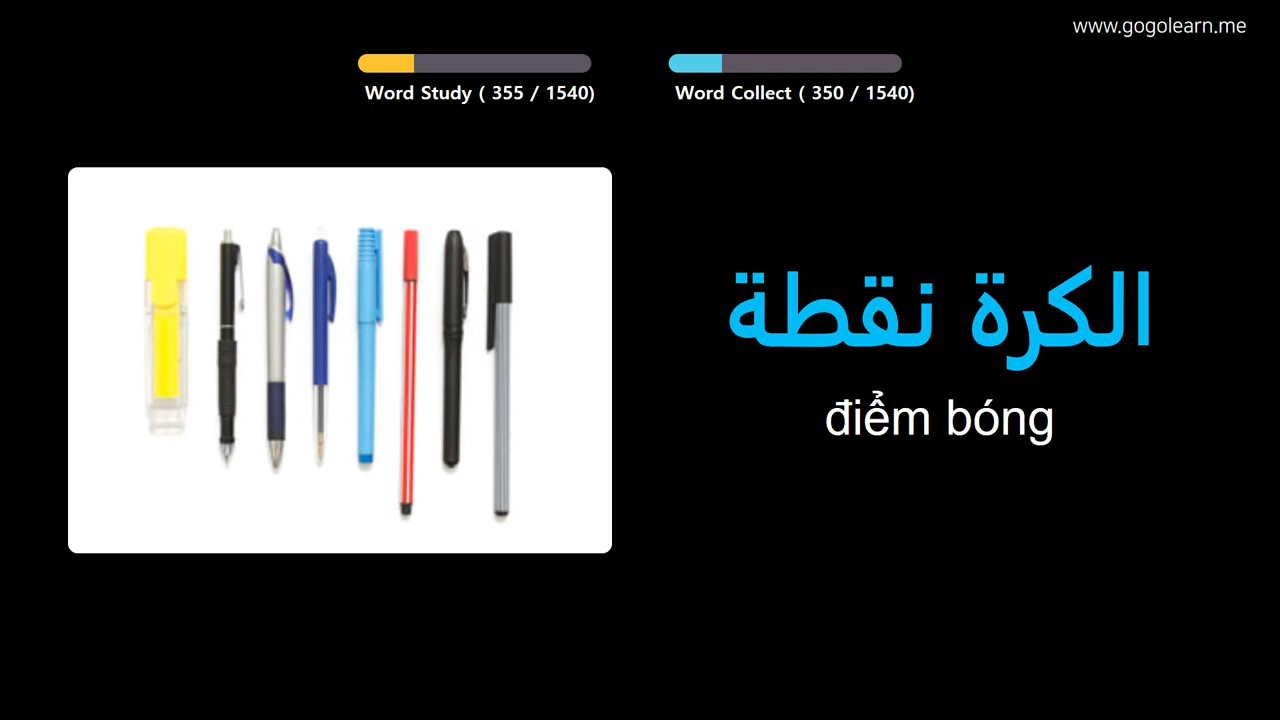 www.gogolearn.me
Word Study ( 355 / 1540)
Word Collect ( 350 / 1540)
الكرة نقطة
điểm bóng